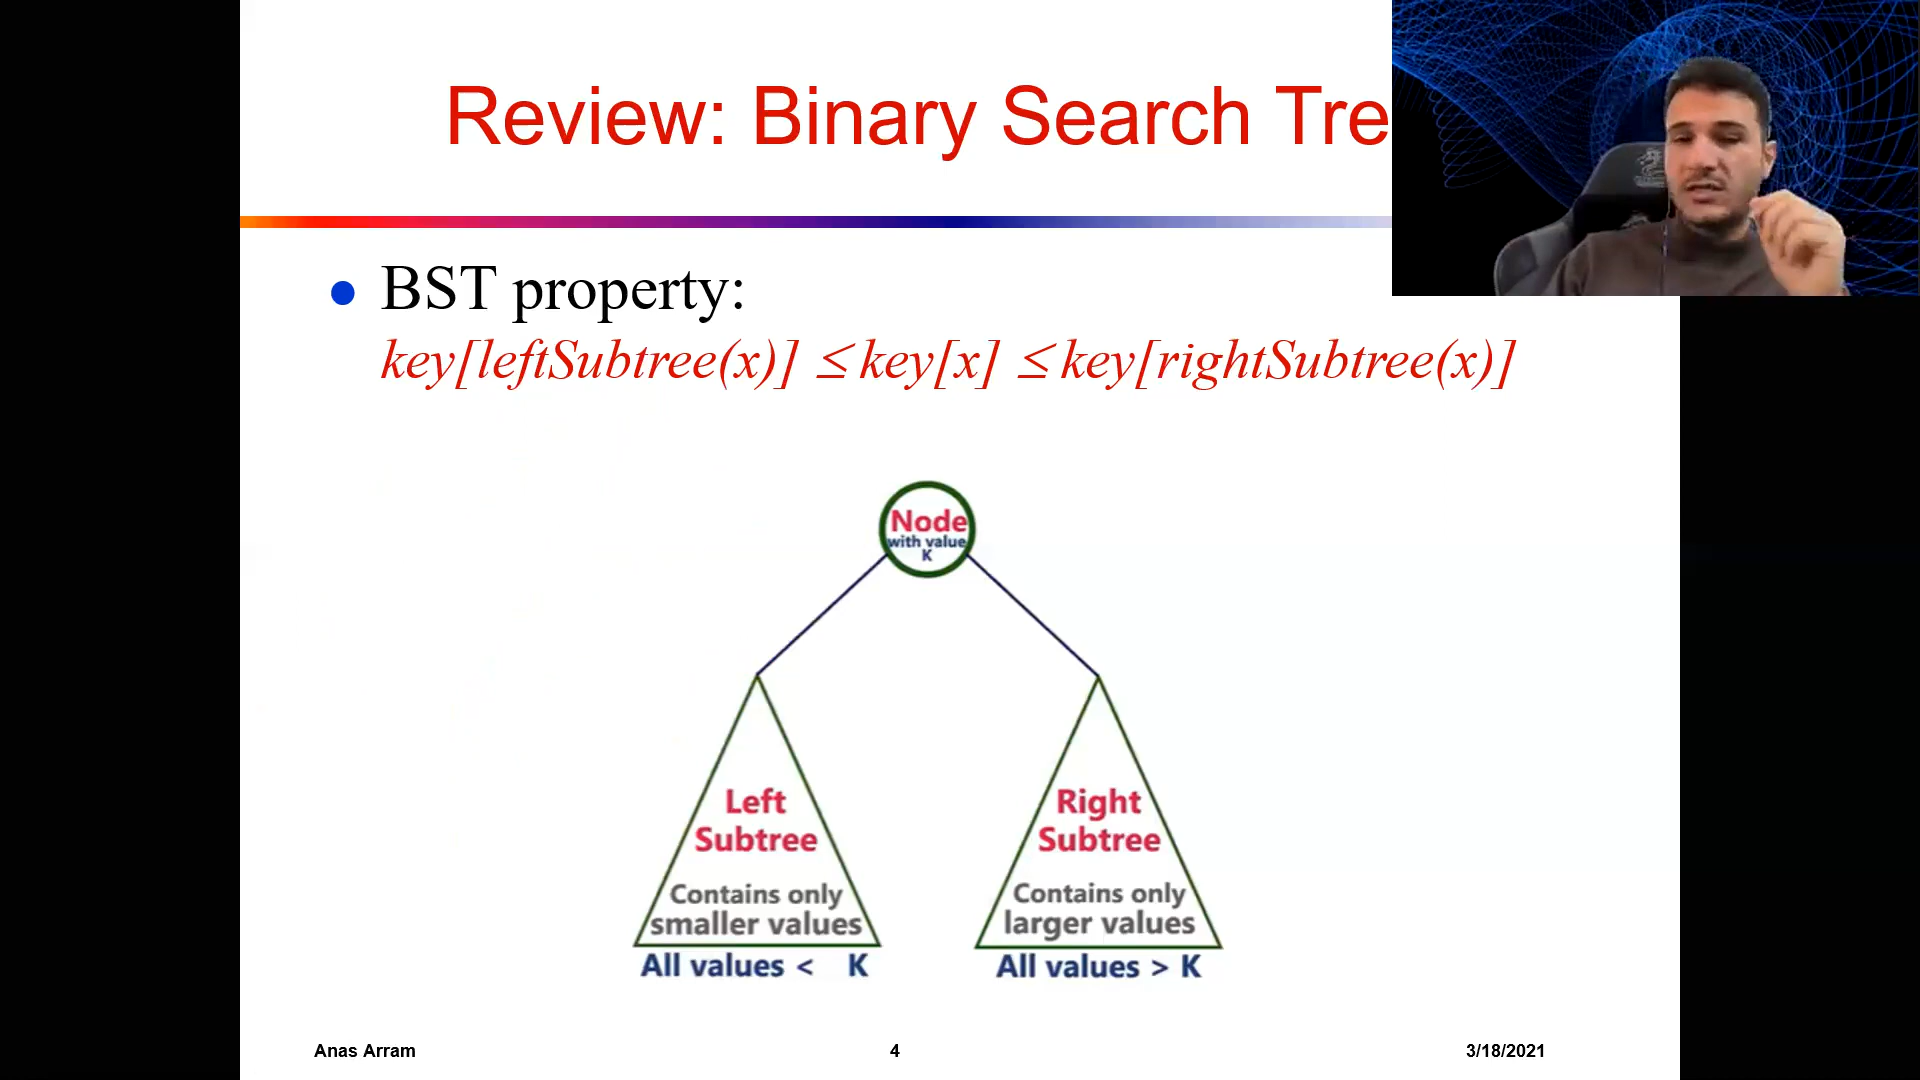 Review: Binary Search Tre
BST property:
key[leftSubtree(x)] ≤ key[x] ≤ key[rightSubtree(x)]
Node
with value
K
Left
Subtree
Contains only
smaller values
All values < K
Right
Subtree
Contains only
larger values
All values > K
Anas Arram
4
3/18/2021